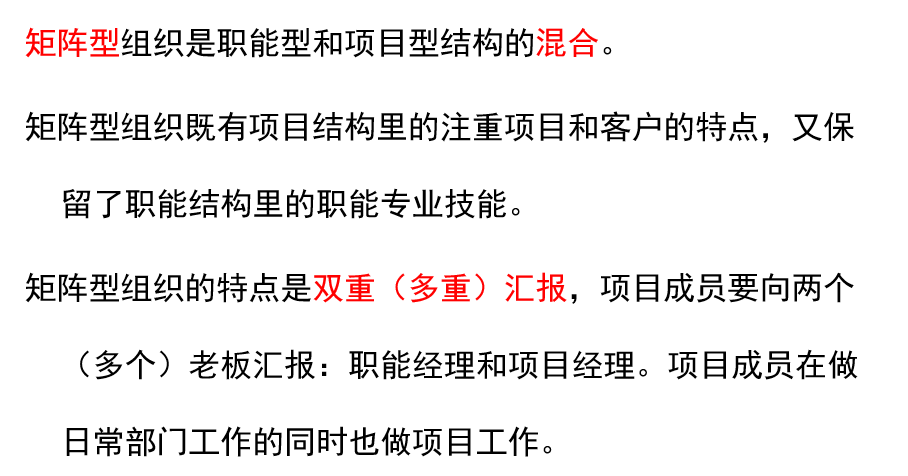 矩阵型组织是职能型和项目型结构的混合。
矩阵型组织既有项目结构里的注重项目和客户的特点，又保
留了职能结构里的职能专业技能。
矩阵型组织的特点是双重（多重）汇报，项目成员要向两个
（多个）老板汇报：职能经理和项目经理。项目成员在做
日常部门工作的同时也做项目工作。